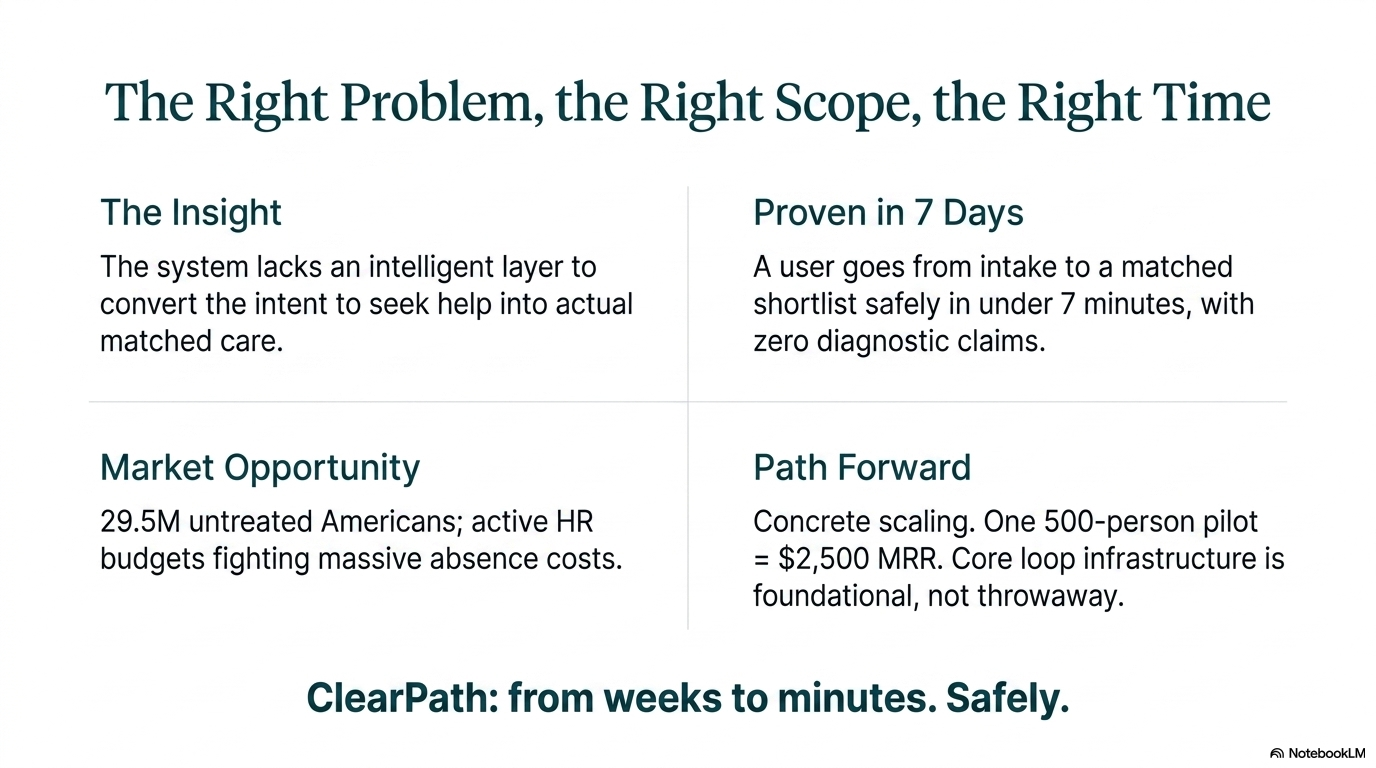 The Right Problem, the Right Scope, the Right Time
The Insight
The system lacks an intelligent layer to
convert the intent to seek help into actual
matched care.
Proven in 7 Days
A user goes from intake to a matched
shortlist safely in under 7 minutes, with
zero diagnostic claims.
Market Opportunity
29.5M untreated Americans; active HR
budgets fighting massive absence costs.
Path Forward
Concrete scaling. One 500-person pilot
= $2,500 MRR. Core loop infrastructure is
foundational, not throwaway.
ClearPath: from weeks to minutes. Safely.
NotebookLM